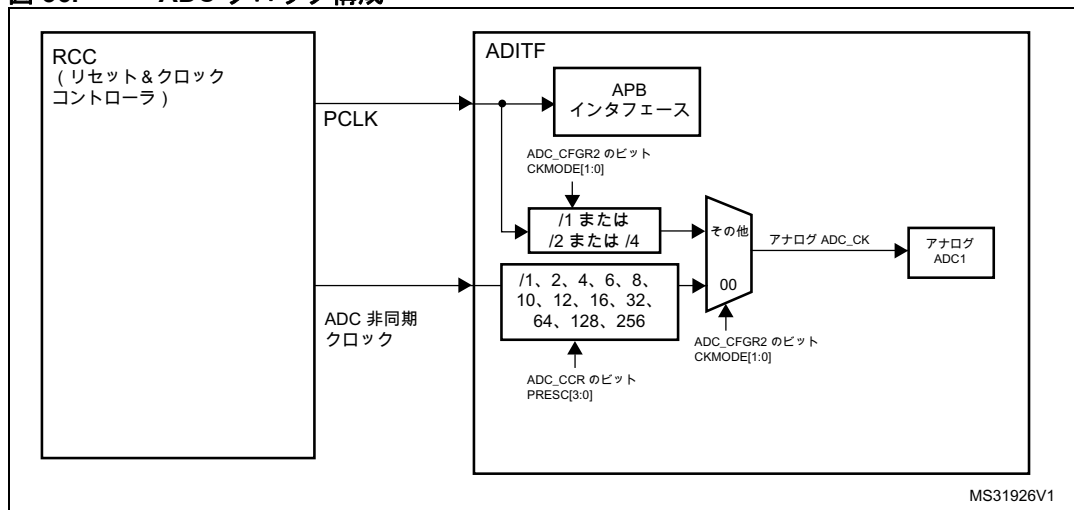 RCC
(リセット&クロック
コントローラ)
PCLK
ADC 非同期
クロック
ADITF
APB
インタフェース
ADC_CFGR2 のビット
CKMODE[1:0]
/1 または
/2 または /4
/1、2、4、6、8、
10、12、16、32、
64、128、256
ADC_CCR のビット
PRESC[3:0]
その他
00
ADC_CFGR2 のビット
CKMODE[1:0]
アナログ ADC_CK
アナログ
ADC1
MS31926V1